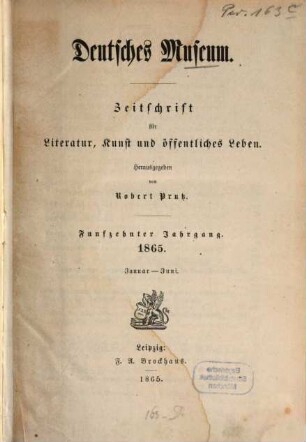 Per. 163 c
Deutsches Museum.
Zeitschrift
für
Literatur, Kunst und öffentliches Leben.
Herausgegeben
von
Robert Prutz.
Funfzehnter Jahrgang.
1865.
Januar—Juni.
Leipzig:
F. A. Brockhaus.
1865.